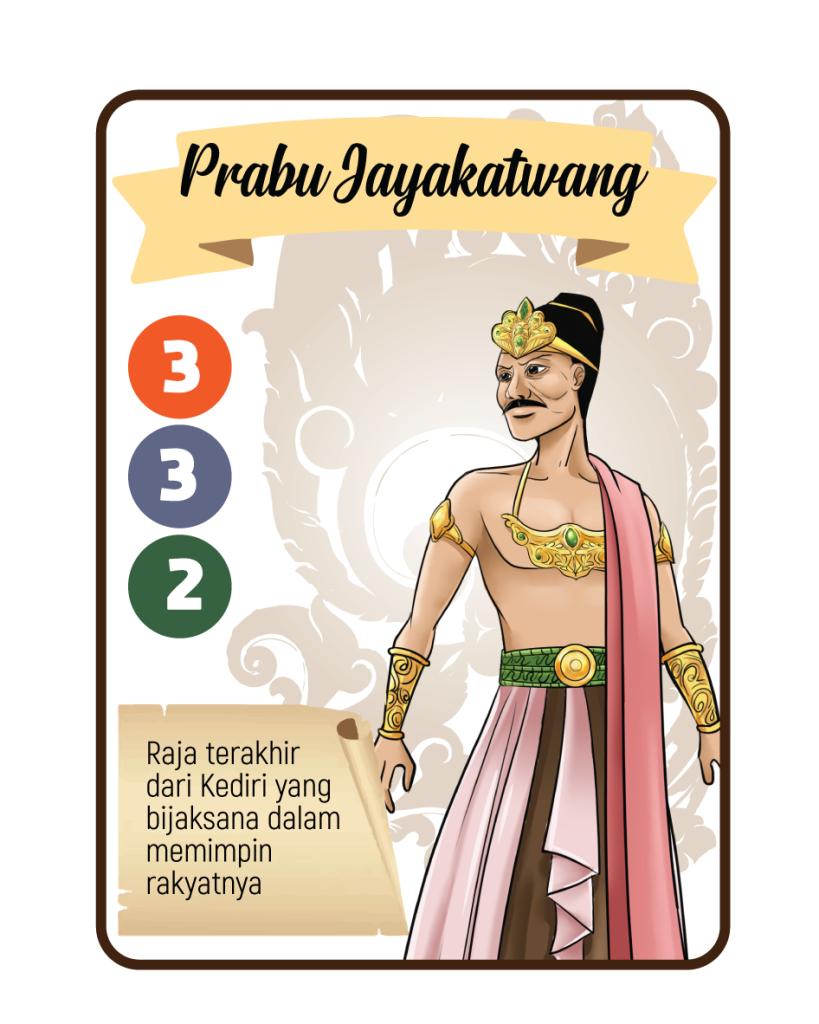 Prabu Jayakatwang
3
3
2
Raja terakhir
dari Kediri yang
bijaksana dalam
memimpin
rakyatnya